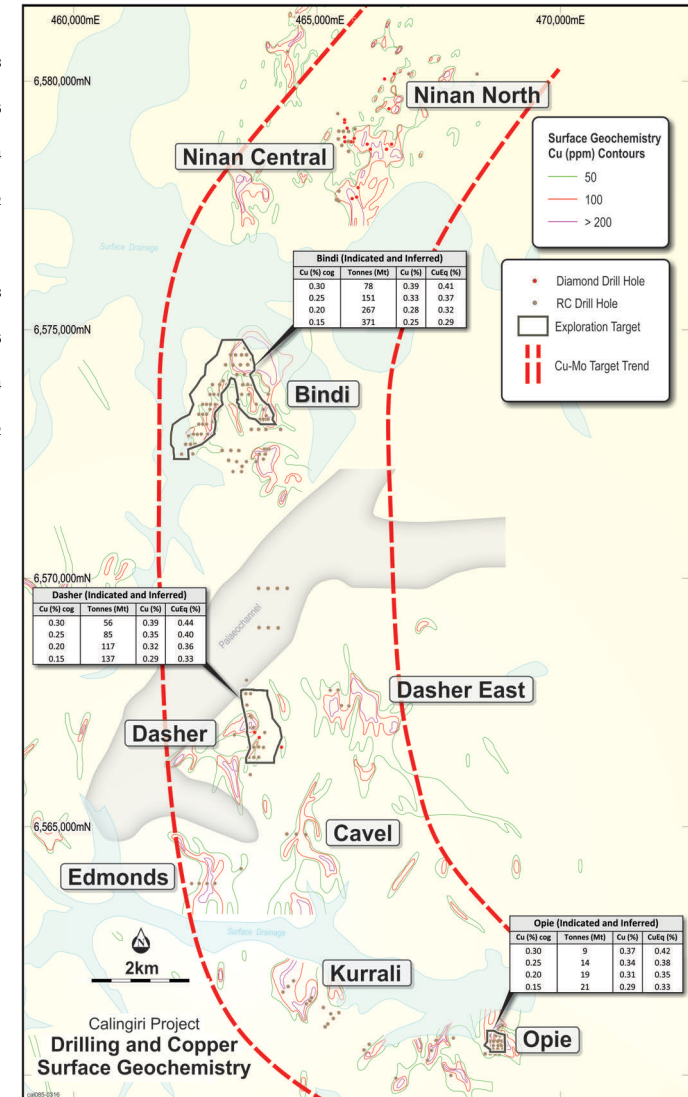 460,000mE
465,000mE
470,000mE
6,580,000mN
Ninan North
Ninan Central
Surface Geochemistry
Cu (ppm) Contours
50
100
> 200
Surface Drainage
Bindi (Indicated and Inferred)
Cu (%) cog Tonnes (Mt) Cu (%) CuEq (%)
0.30 78 0.39 0.41
0.25 151 0.33 0.37
0.20 267 0.28 0.32
0.15 371 0.25 0.29
Diamond Drill Hole
RC Drill Hole
Exploration Target
Cu-Mo Target Trend
6,575,000mN
Bindi
6,570,000mN
Dasher (Indicated and Inferred)
Cu (%) cog Tonnes (Mt) Cu (%) CuEq (%)
0.30 56 0.39 0.44
0.25 85 0.35 0.40
0.20 117 0.32 0.36
0.15 137 0.29 0.33
Palaeochannel
Dasher East
Dasher
6,565,000mN
Cavel
Edmonds
Surface Drainage
Opie (Indicated and Inferred)
Cu (%) cog Tonnes (Mt) Cu (%) CuEq (%)
0.30 9 0.37 0.42
0.25 14 0.34 0.38
0.20 19 0.31 0.35
0.15 21 0.29 0.33
N
2km
Kurrali
Opie
Calingiri Project
Drilling and Copper
Surface Geochemistry
cal085-0316